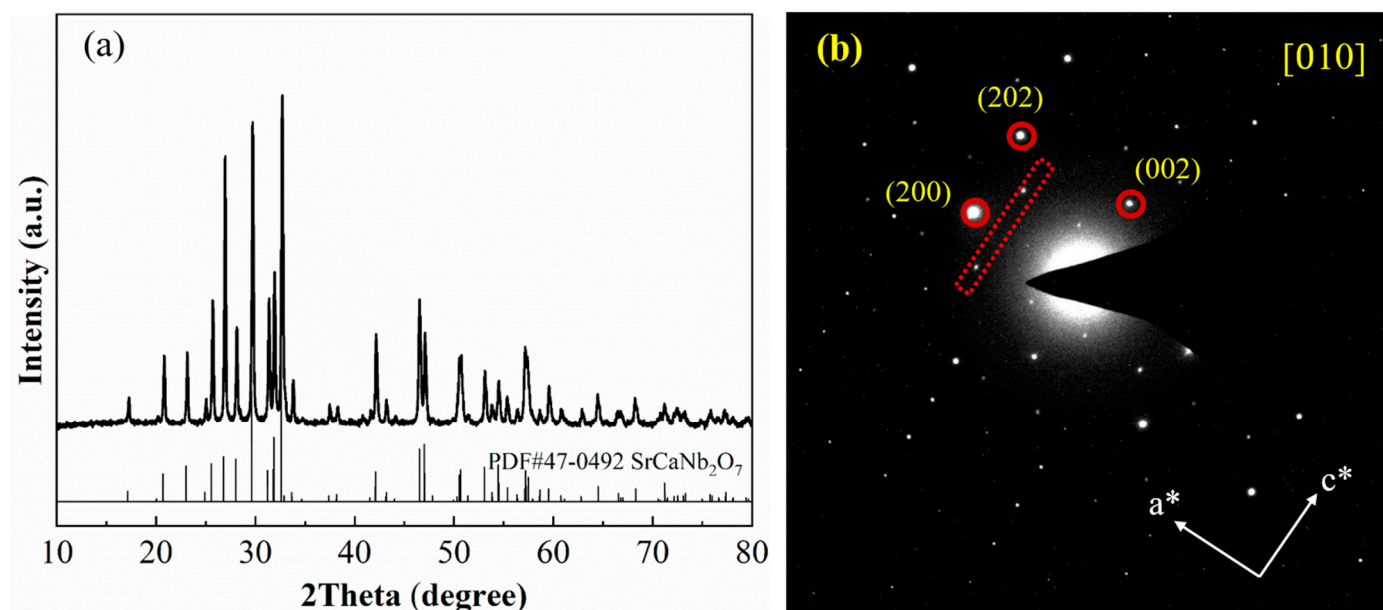 (a)
Intensity (a.u.)
PDF#47-0492 SrCaNb₂O₇
10 20 30 40 50 60 70 80
2Theta (degree)
(b)
[010]
(202)
(002)
(200)
a*
c*